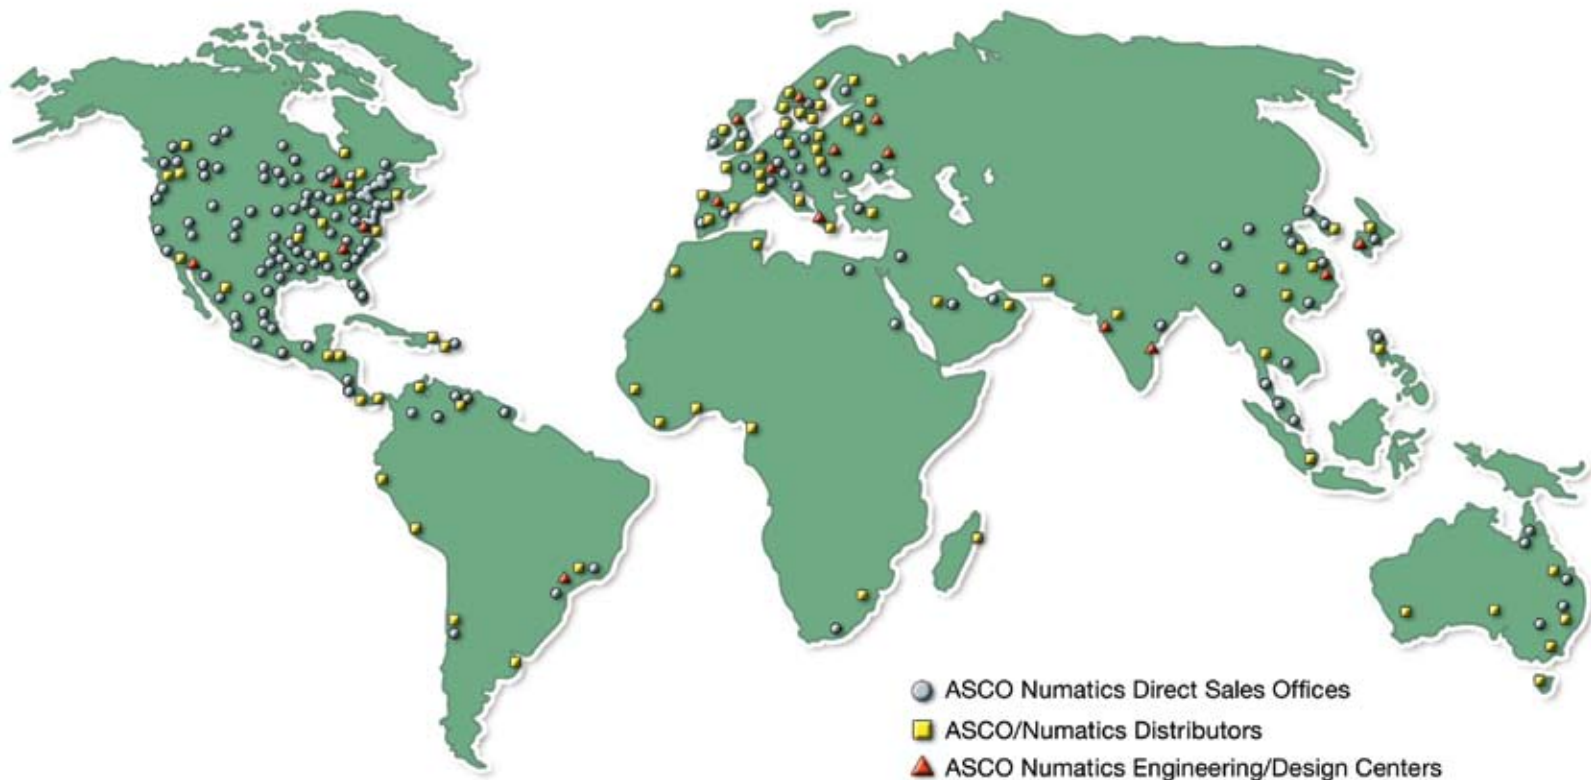 ASCO Numatics Direct Sales Offices
ASCO/Numatics Distributors
ASCO Numatics Engineering/Design Centers